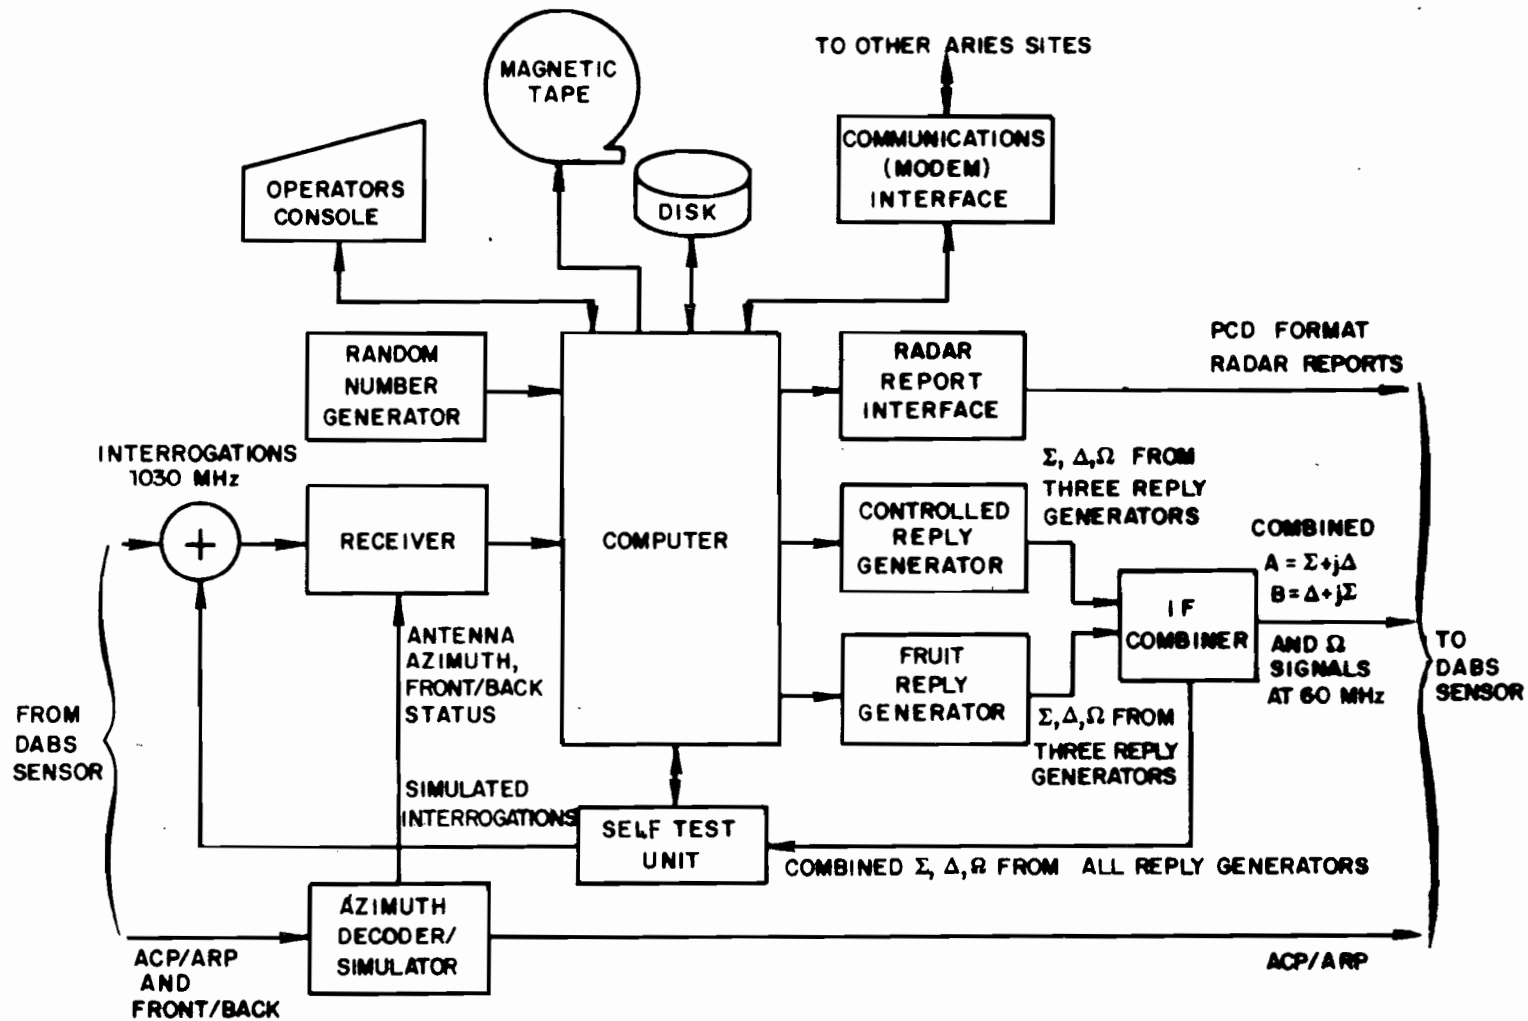 TO OTHER ARIES SITES
MAGNETIC
TAPE
COMMUNICATIONS
(MODEM)
INTERFACE
OPERATORS
CONSOLE
DISK
RANDOM
NUMBER
GENERATOR
RADAR
REPORT
INTERFACE
PCD FORMAT
RADAR REPORTS
INTERROGATIONS
1030 MHz
+
RECEIVER
COMPUTER
CONTROLLED
REPLY
GENERATOR
Σ, Δ,Ω FROM
THREE REPLY
GENERATORS
IF
COMBINER
COMBINED
A = Σ+jΔ
B = Δ+jΣ
AND Ω
SIGNALS
AT 60 MHz
TO
DABS
SENSOR
ANTENNA
AZIMUTH,
FRONT/BACK
STATUS
FRUIT
REPLY
GENERATOR
Σ,Δ,Ω FROM
THREE REPLY
GENERATORS
FROM
DABS
SENSOR
SIMULATED
INTERROGATIONS
SELF TEST
UNIT
COMBINED Σ, Δ,Ω FROM ALL REPLY GENERATORS
AZIMUTH
DECODER/
SIMULATOR
ACP/ARP
AND
FRONT/BACK
ACP/ARP